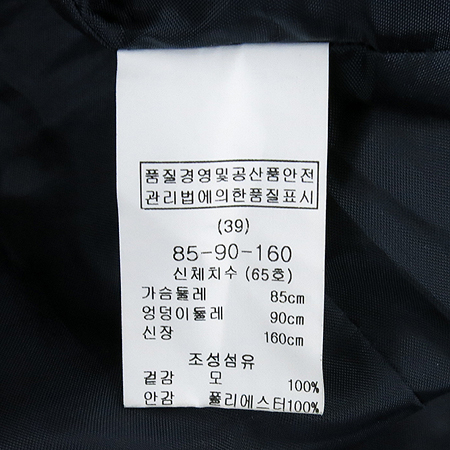 품질경영및공산품안전
관리법에의한품질표시
(39)
85-90-160
신체치수 (65호)
가슴둘레 85cm
엉덩이둘레 90cm
신장 160cm
조성섬유
겉감 모 100%
안감 폴리에스터100%